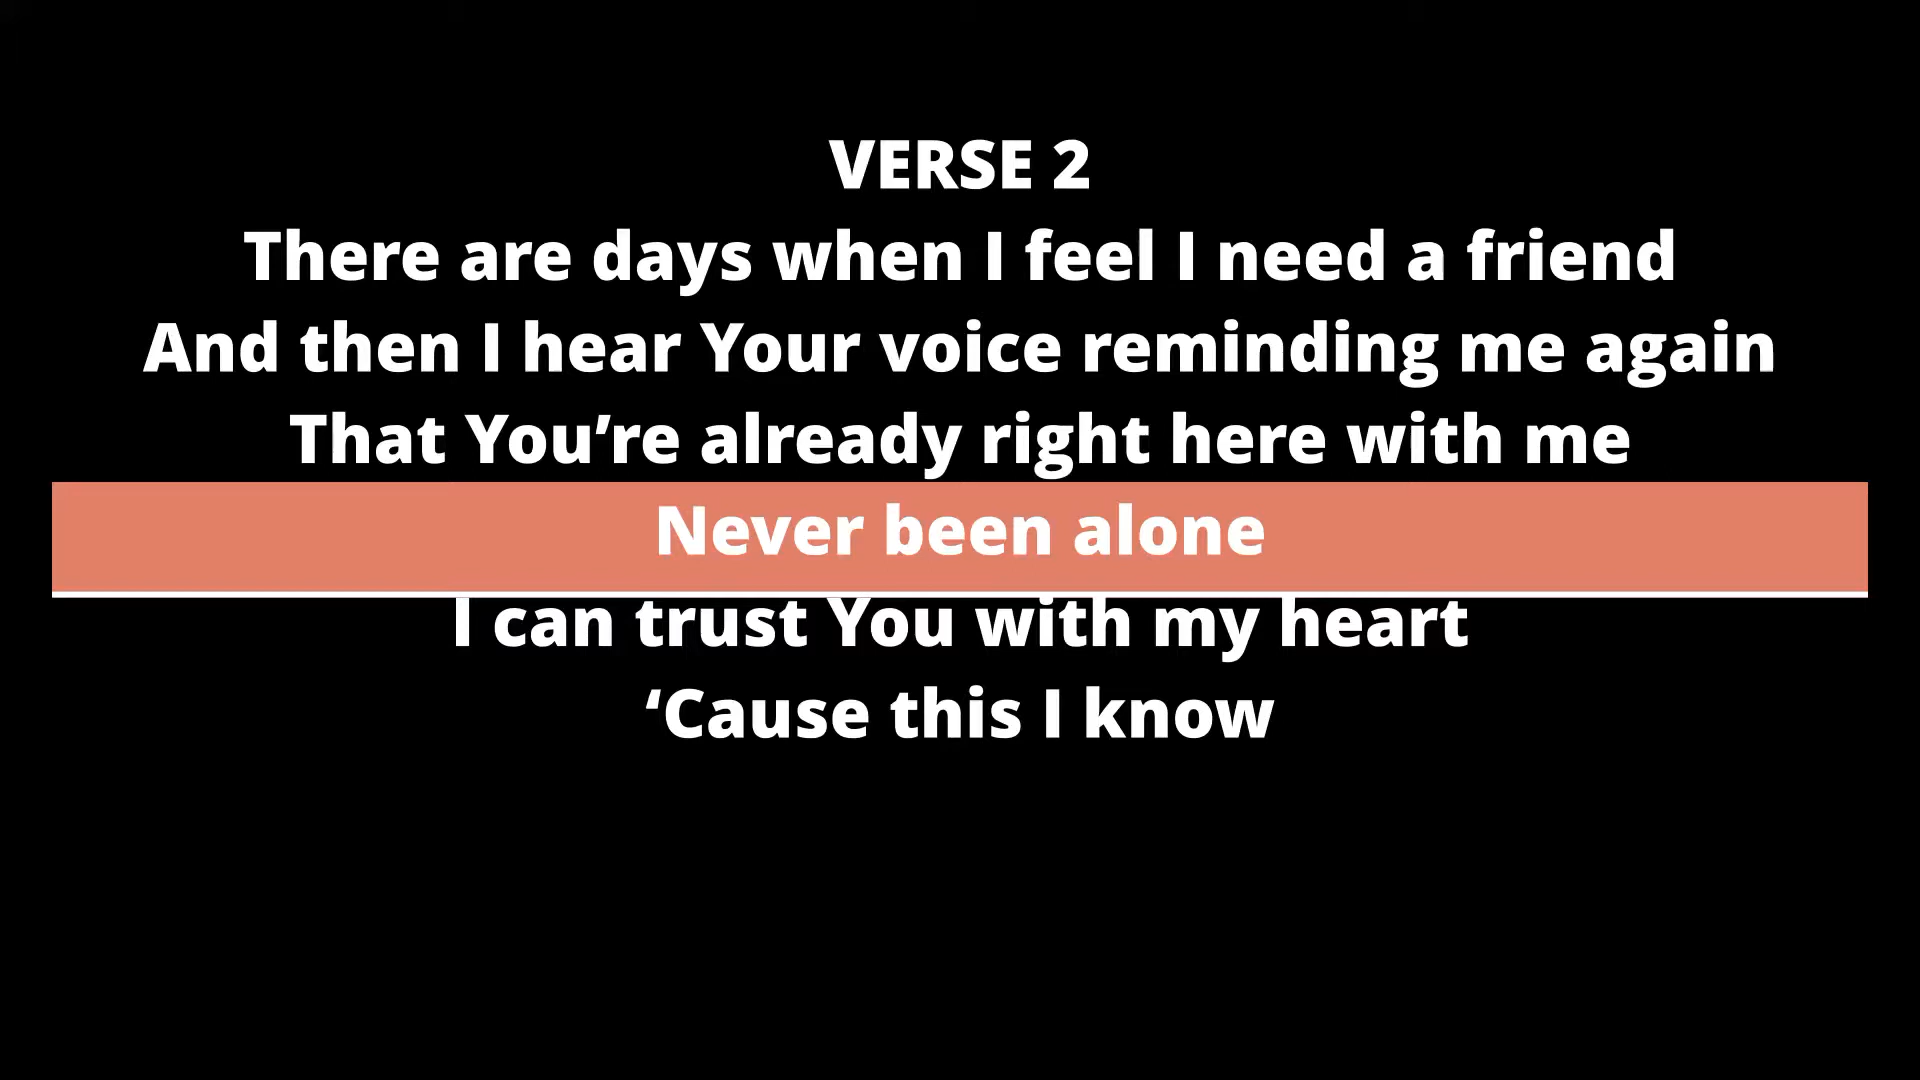 VERSE 2
There are days when I feel I need a friend
And then I hear Your voice reminding me again
That You’re already right here with me
Never been alone
I can trust You with my heart
‘Cause this I know